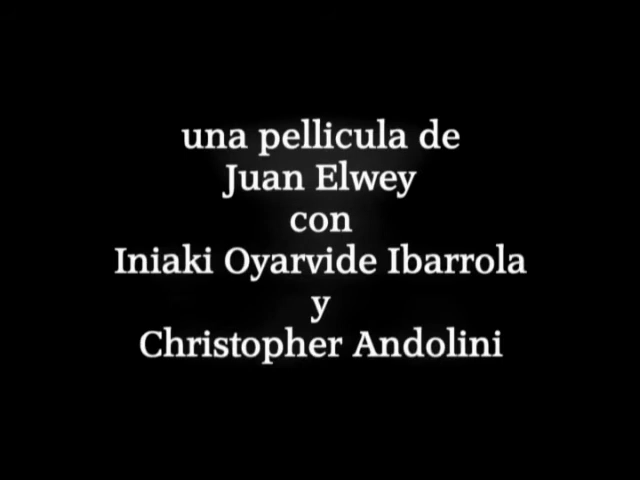 una pellicula de
Juan Elwey
con
Iniaki Oyarvide Ibarrola
y
Christopher Andolini